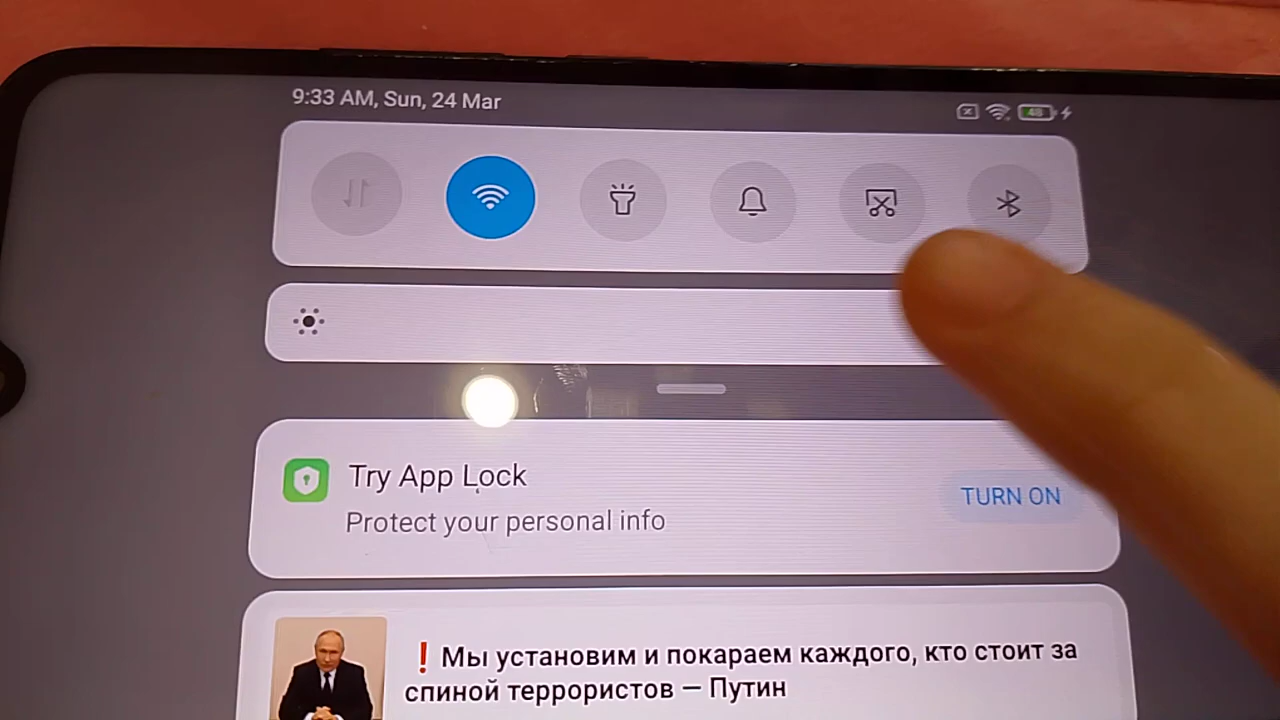 9:33 AM, Sun, 24 Mar
48
Try App Lock
Protect your personal info
TURN ON
❗Мы установим и покараем каждого, кто стоит за
спиной террористов — Путин